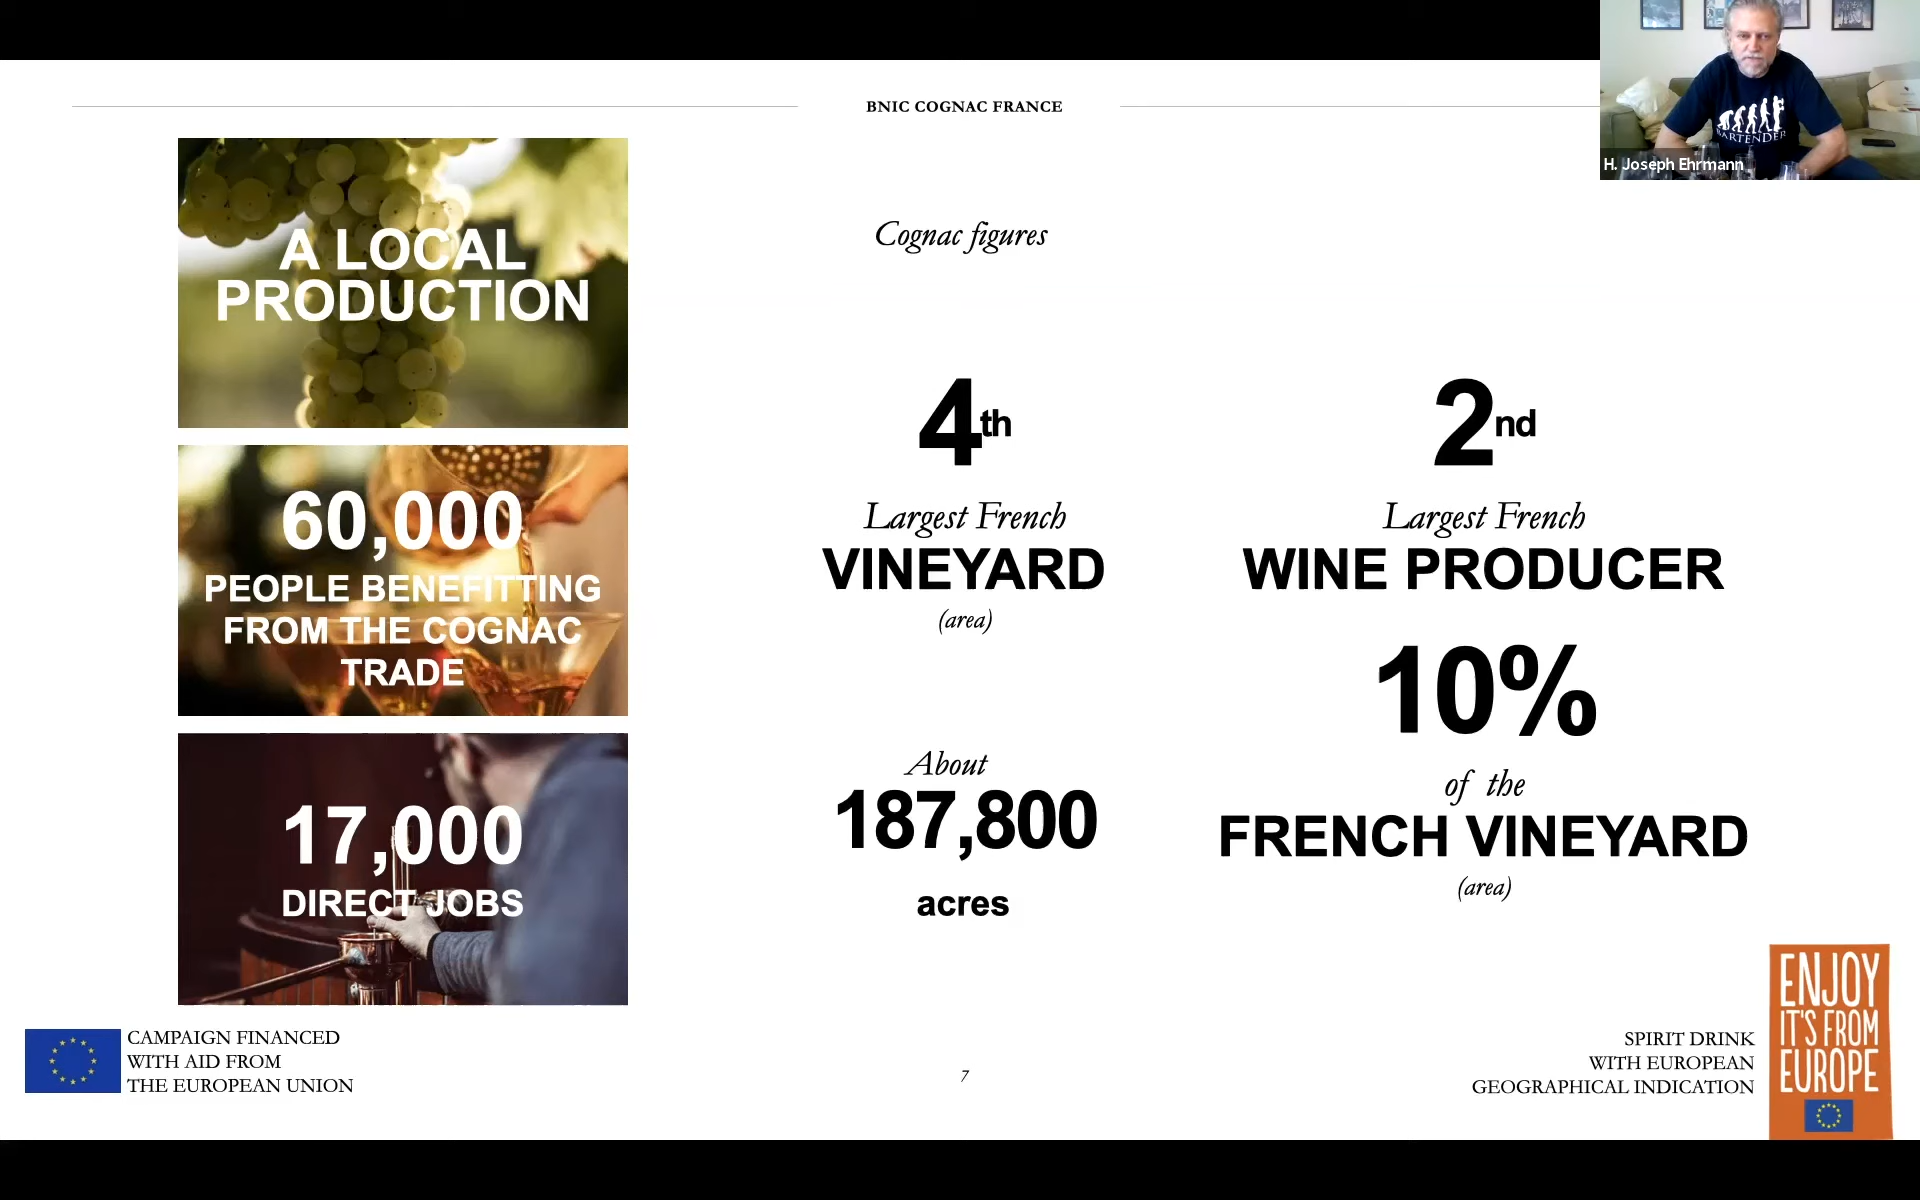 BNIC COGNAC FRANCE
BARTENDER
H. Joseph Ehrmann
A LOCAL
PRODUCTION
60,000
PEOPLE BENEFITTING
FROM THE COGNAC
TRADE
17,000
DIRECT JOBS
Cognac figures
4th
Largest French
VINEYARD
(area)
About
187,800
acres
2nd
Largest French
WINE PRODUCER
10%
of the
FRENCH VINEYARD
(area)
CAMPAIGN FINANCED
WITH AID FROM
THE EUROPEAN UNION
7
SPIRIT DRINK
WITH EUROPEAN
GEOGRAPHICAL INDICATION
ENJOY
IT'S FROM
EUROPE